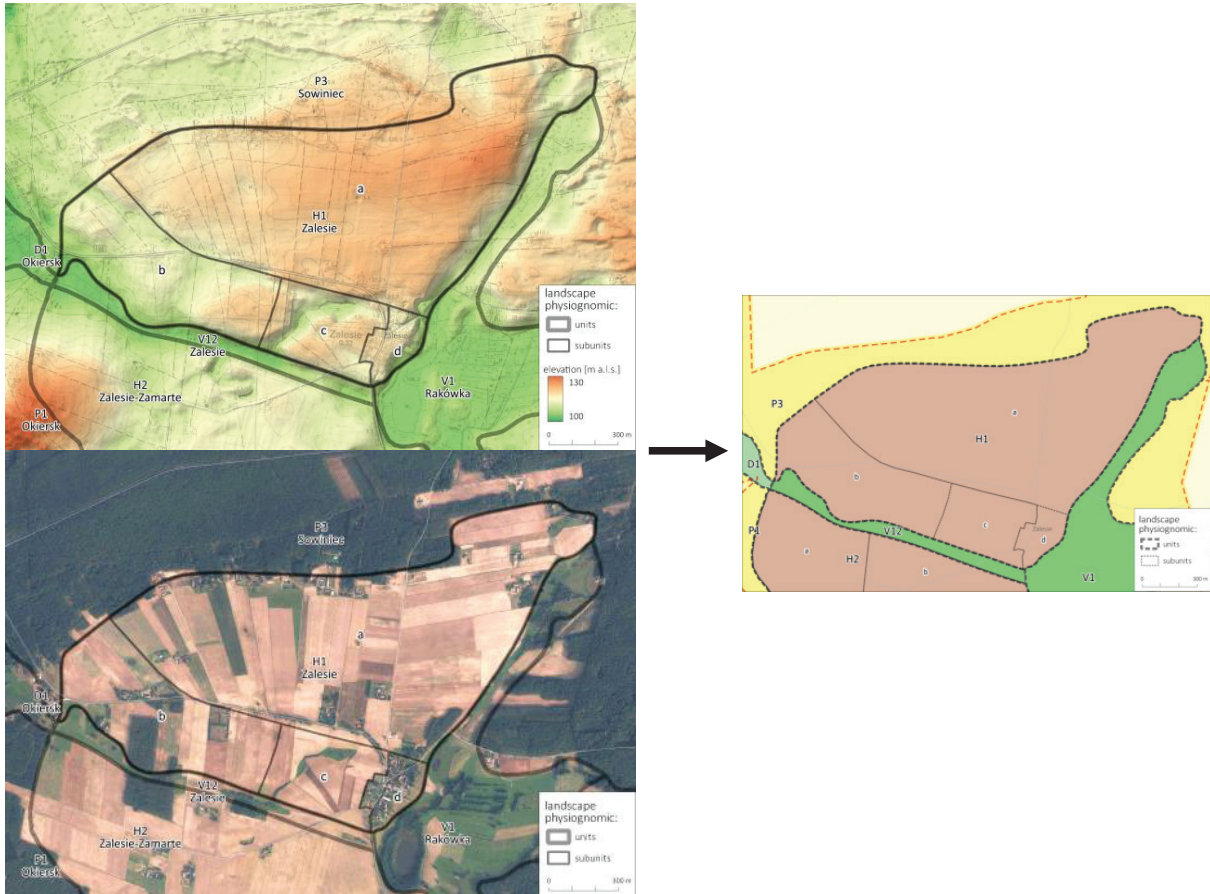 P3
Sowiniec
a
H1
Zalesie
D1
Okiersk
b
c
Zalesie
d
V12
Zalesie
H2
Zalesie-Zamarte
V1
Rakówka
P1
Okiersk
landscape
physiognomic:
units
subunits
elevation [m a.l.s.]
130
100
0 300 m
P3
Sowiniec
a
H1
Zalesie
D1
Okiersk
b
c
d
V12
Zalesie
H2
Zalesie-Zamarte
V1
Rakówka
P1
Okiersk
landscape
physiognomic:
units
subunits
0 300 m
P3
a
H1
D1
b
c
Zalesie
d
V12
P1
a
H2
b
V1
landscape
physiognomic:
units
subunits
0 300 m